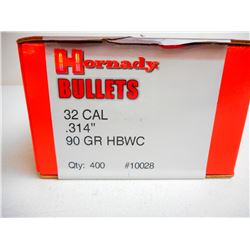 Hornady
BULLETS
32 CAL
.314"
90 GR HBWC
Qty: 400 #10028